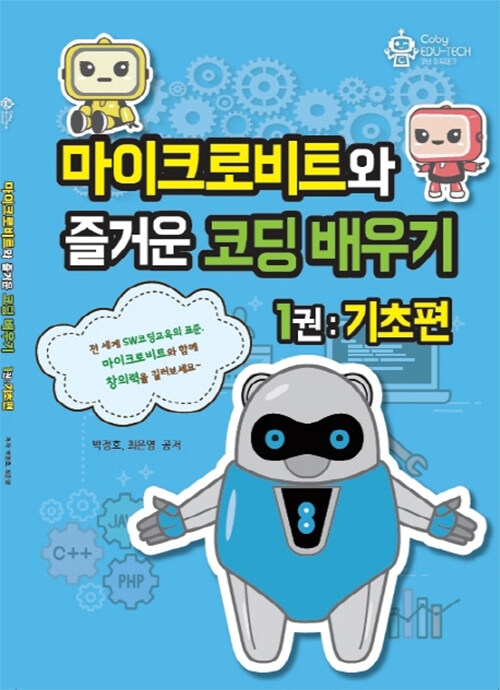 Coby
EDU-TECH
마이크로비트와
즐거운 코딩 배우기
1권 : 기초편
전 세계 SW코딩교육의 표준.
마이크로비트와 함께
창의력을 길러보세요~
박정호, 최은영 공저
JAVA
C++
PHP
마이크로비트와 즐거운 코딩 배우기 1권 기초편